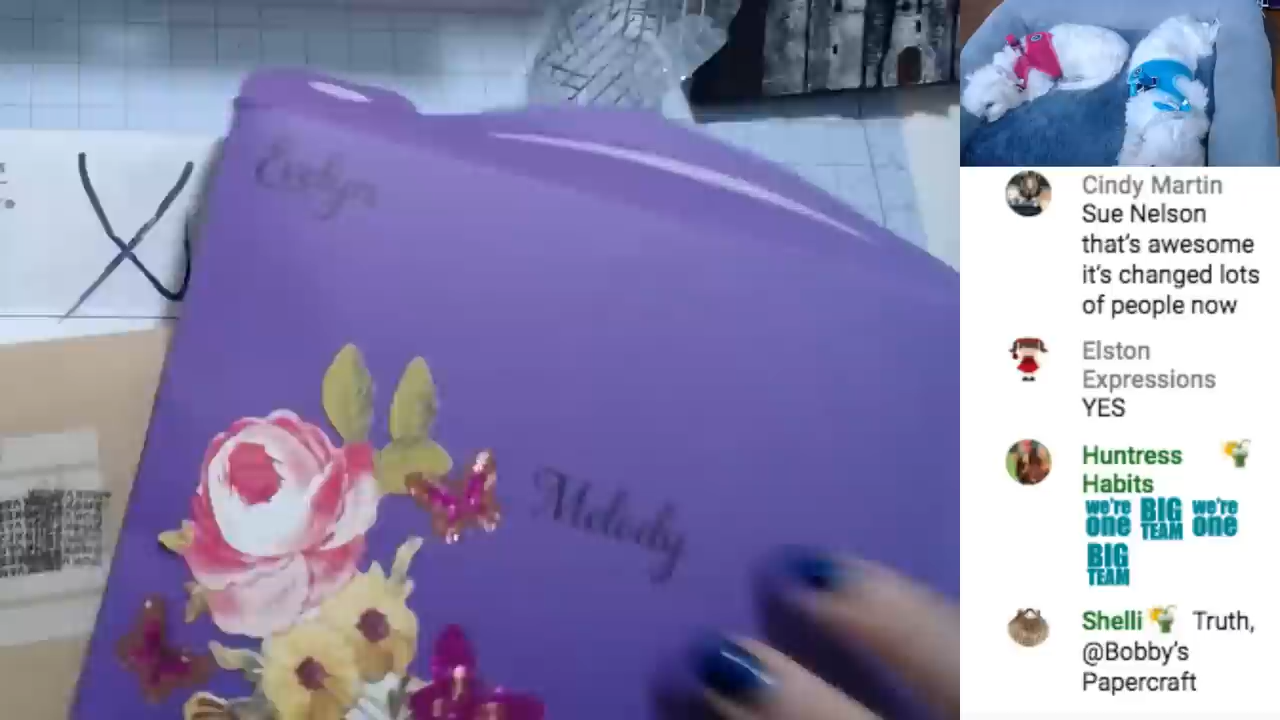 Evelyn
X
Melody
Cindy Martin
Sue Nelson
that's awesome
it's changed lots
of people now
Elston
Expressions
YES
Huntress
Habits
we're one BIG TEAM we're one
BIG TEAM
Shelli Truth,
@Bobby's
Papercraft